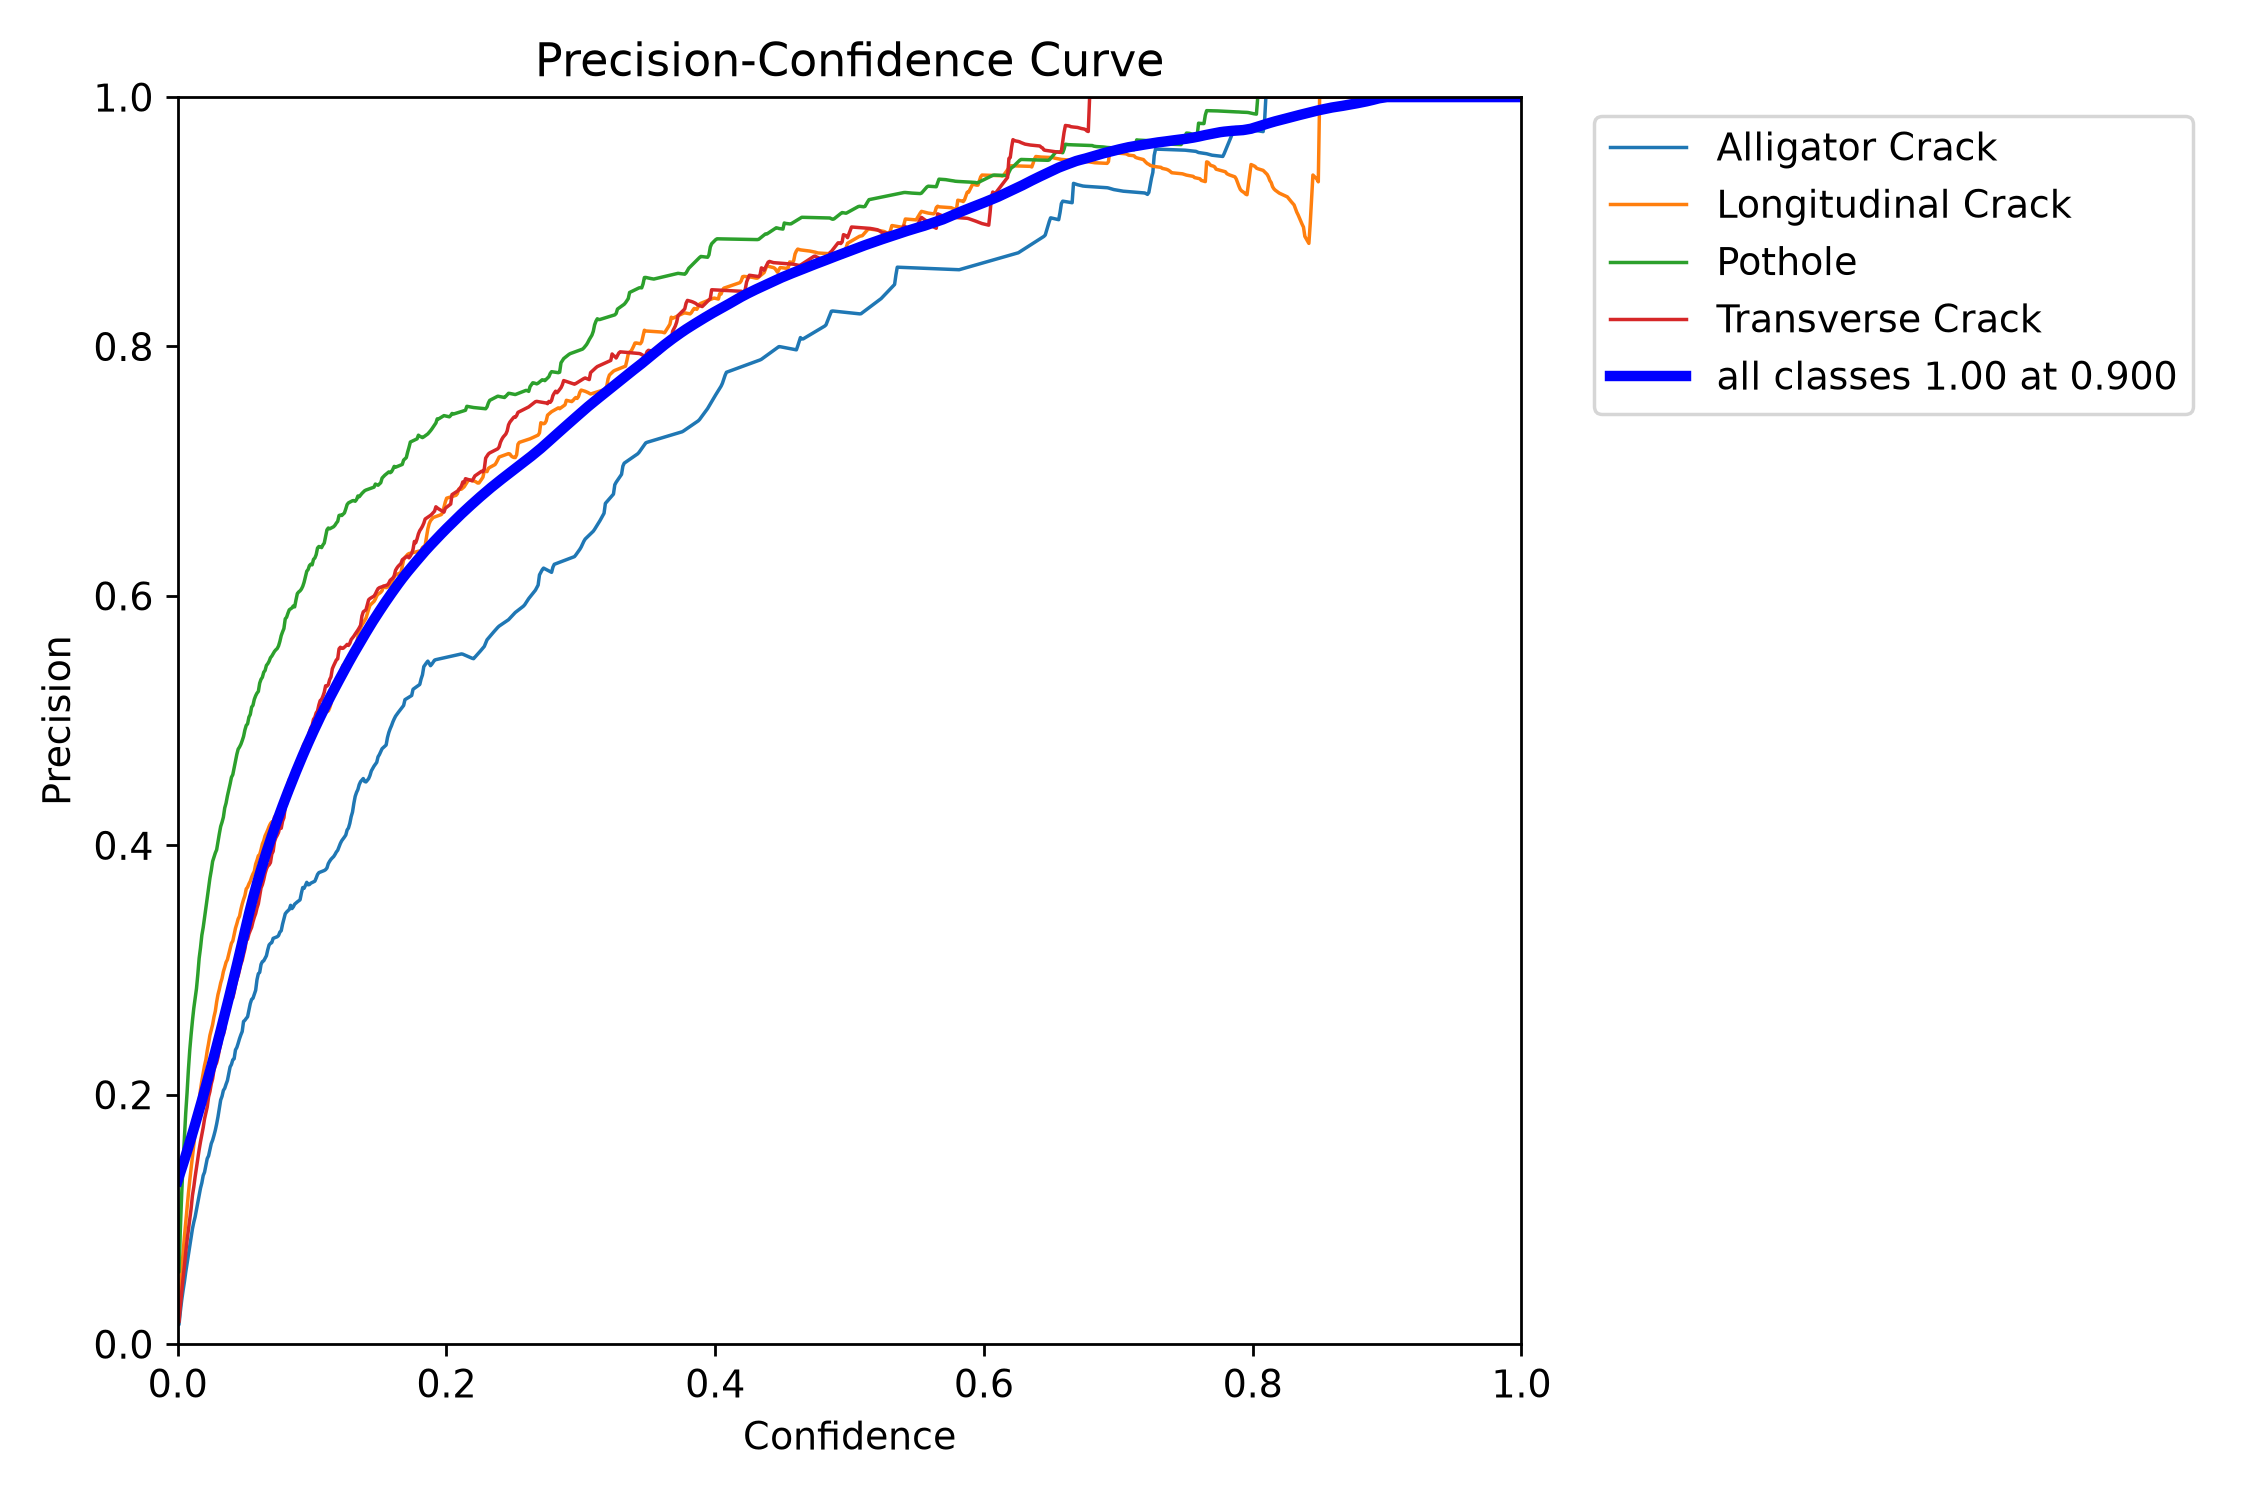 Precision-Confidence Curve
1.0
0.8
0.6
0.4
0.2
0.0
Precision
0.0 0.2 0.4 0.6 0.8 1.0
Confidence
Alligator Crack
Longitudinal Crack
Pothole
Transverse Crack
all classes 1.00 at 0.900